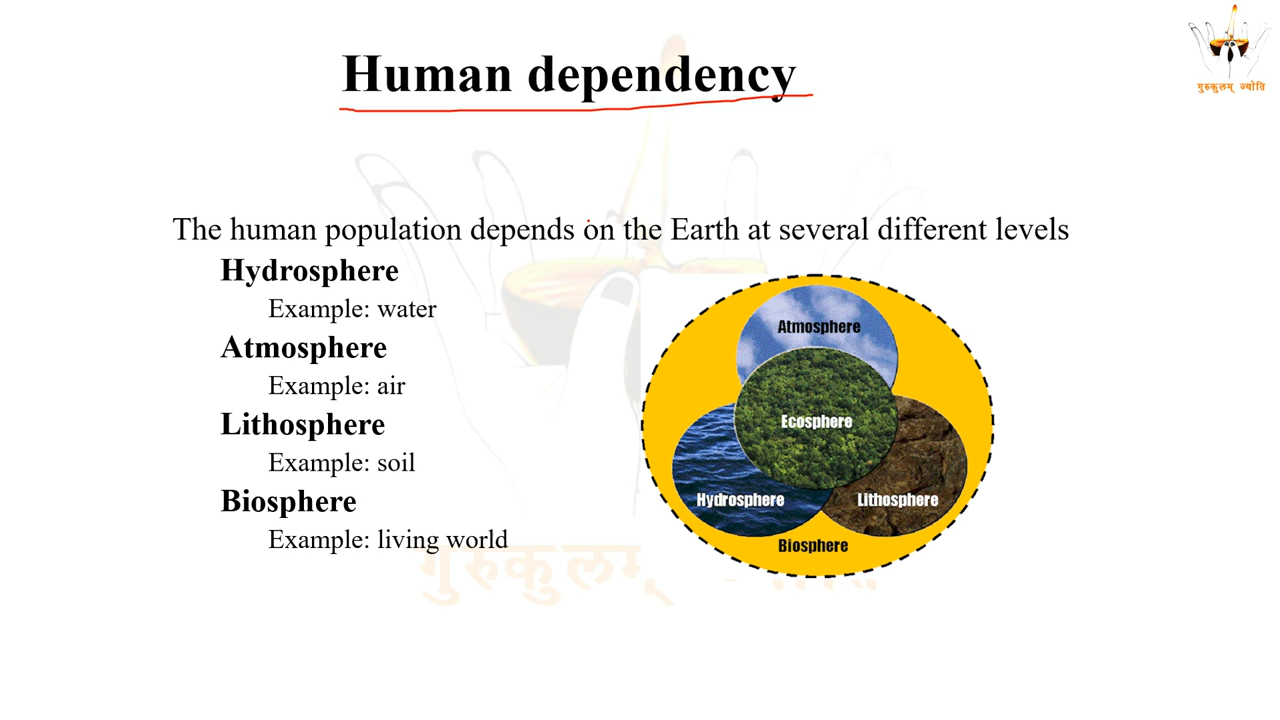 Human dependency
गुरुकुलम् ज्योति
The human population depends on the Earth at several different levels
Hydrosphere
Example: water
Atmosphere
Example: air
Lithosphere
Example: soil
Biosphere
Example: living world
Atmosphere
Ecosphere
Hydrosphere
Lithosphere
Biosphere
गुरुकुलम्